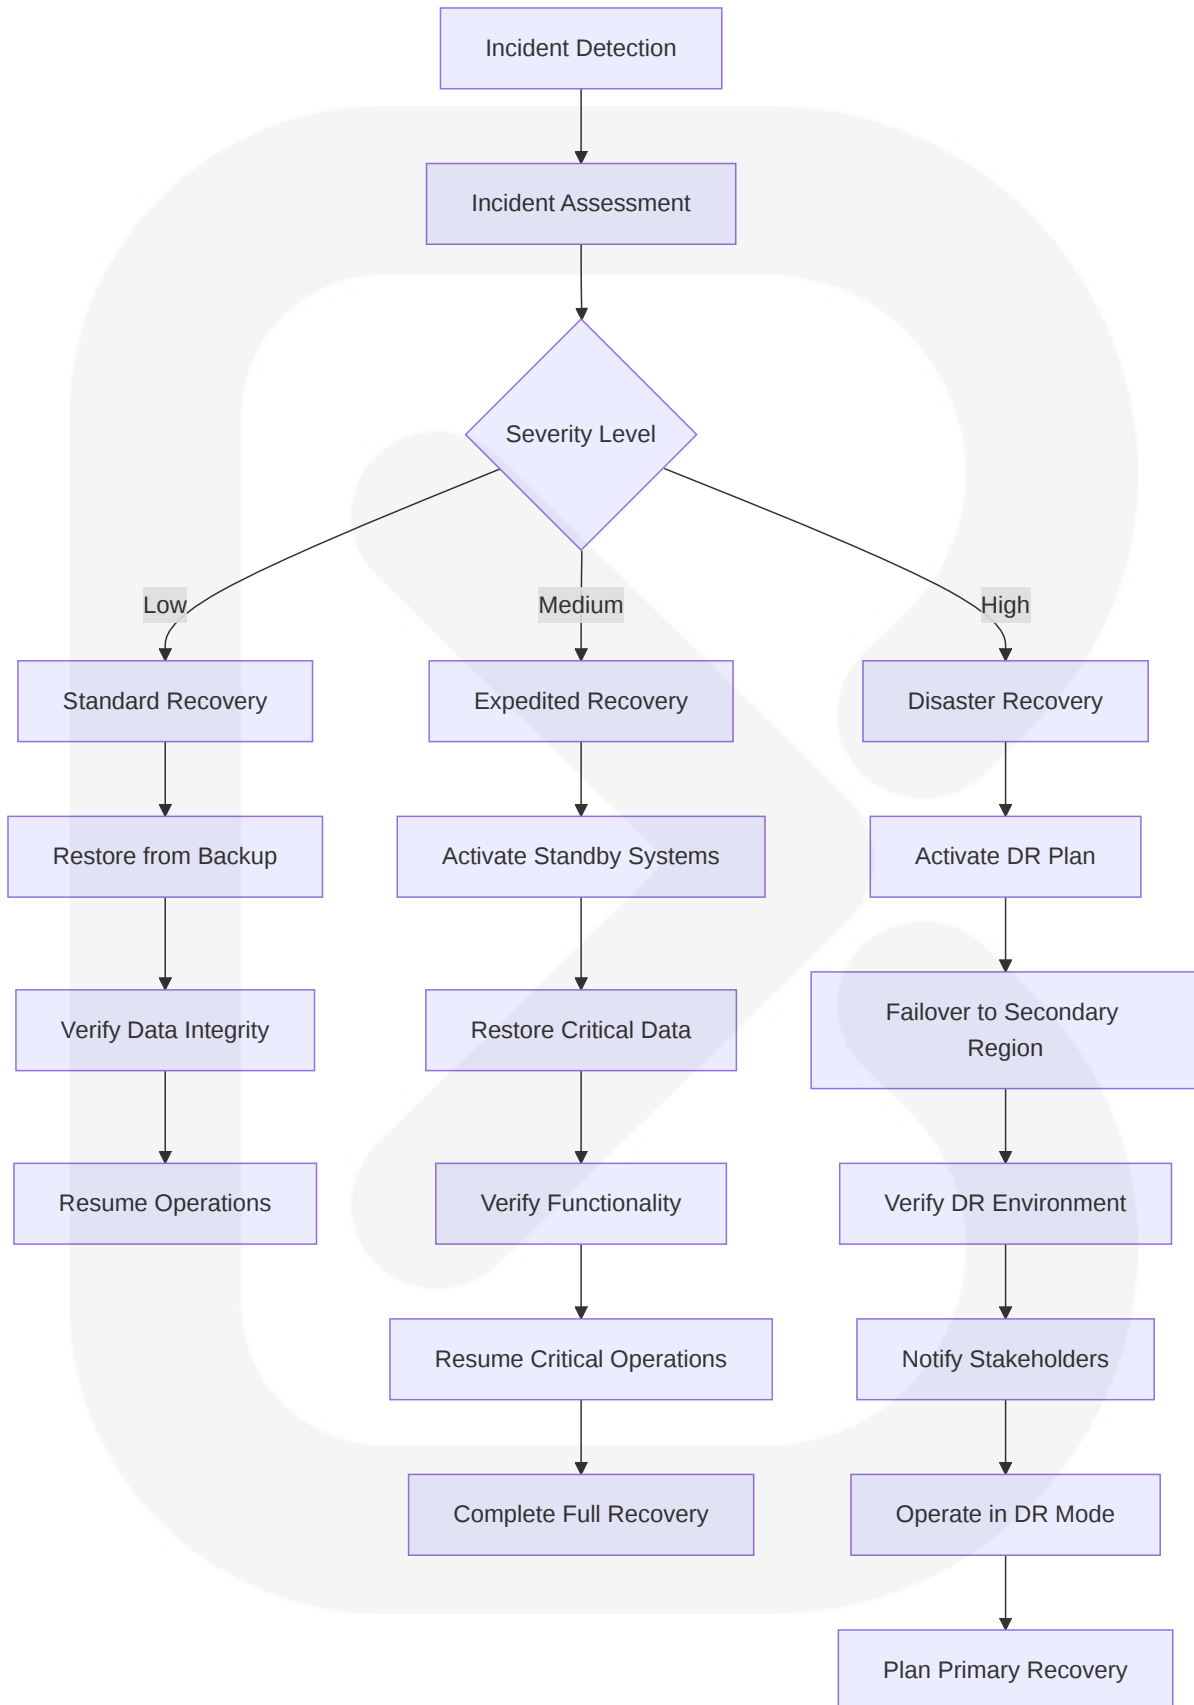 Incident Detection
Incident Assessment
Severity Level
Low
Medium
High
Standard Recovery
Expedited Recovery
Disaster Recovery
Restore from Backup
Activate Standby Systems
Activate DR Plan
Verify Data Integrity
Restore Critical Data
Failover to Secondary
Region
Resume Operations
Verify Functionality
Verify DR Environment
Resume Critical Operations
Notify Stakeholders
Complete Full Recovery
Operate in DR Mode
Plan Primary Recovery